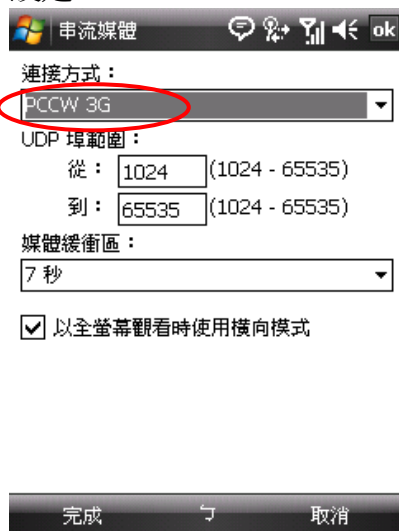 串流媒體 ok
連接方式：
PCCW 3G
UDP 埠範圍：
從： 1024 (1024 - 65535)
到： 65535 (1024 - 65535)
媒體緩衝區：
7 秒
以全螢幕觀看時使用橫向模式
完成 ㄅ 取消